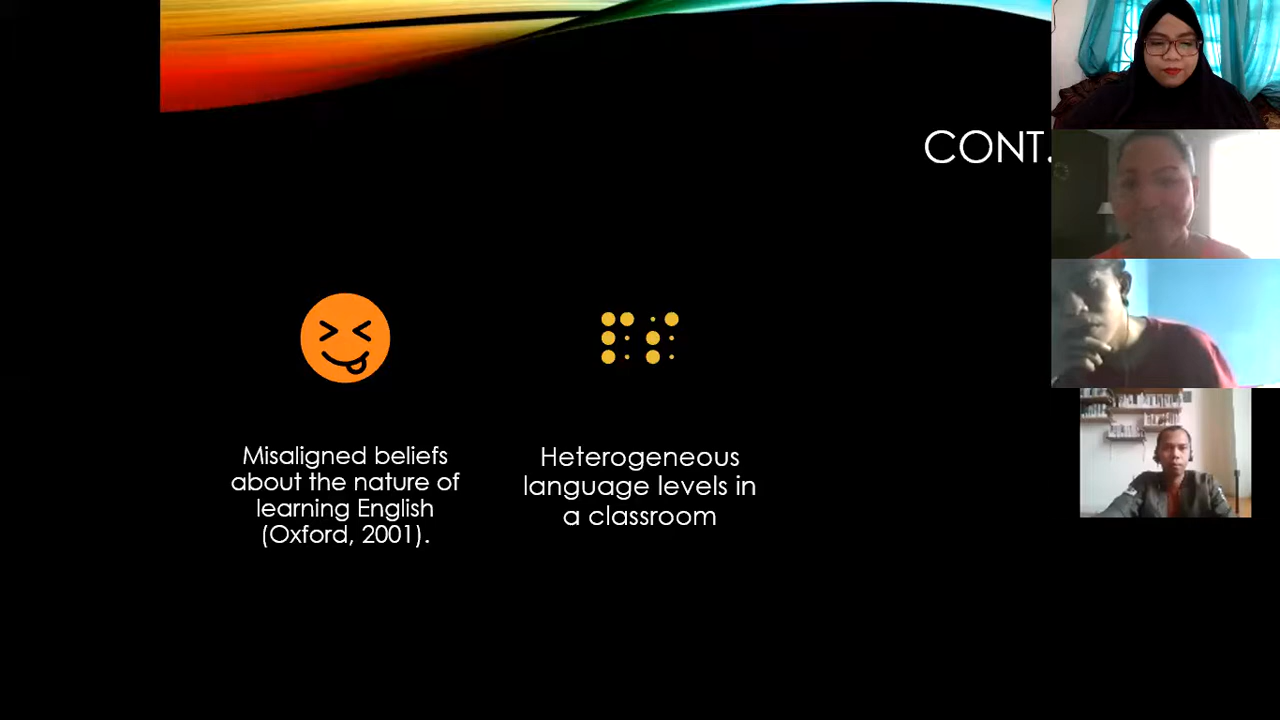 CONT.
Misaligned beliefs
about the nature of
learning English
(Oxford, 2001).
Heterogeneous
language levels in
a classroom